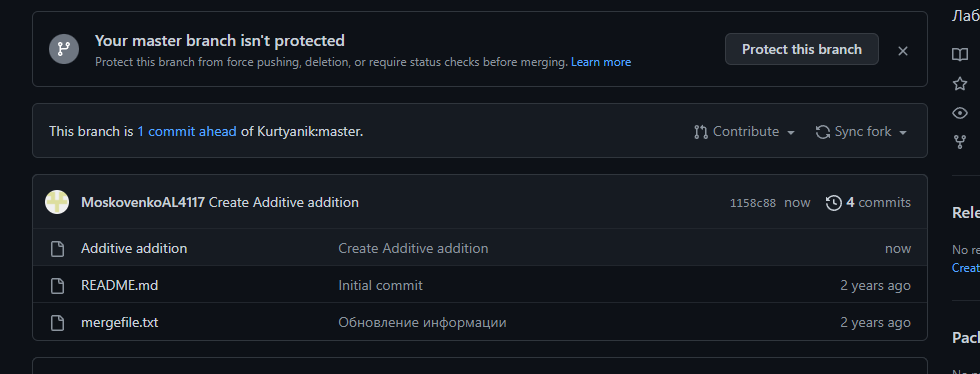 Лаб
Your master branch isn't protected
Protect this branch from force pushing, deletion, or require status checks before merging. Learn more
Protect this branch
This branch is 1 commit ahead of Kurtyanik:master.
Contribute
Sync fork
MoskovenkoAL4117 Create Additive addition 1158c88 now 4 commits
Additive addition Create Additive addition now
README.md Initial commit 2 years ago
mergefile.txt Обновление информации 2 years ago
Rele
No re
Creat
Pack